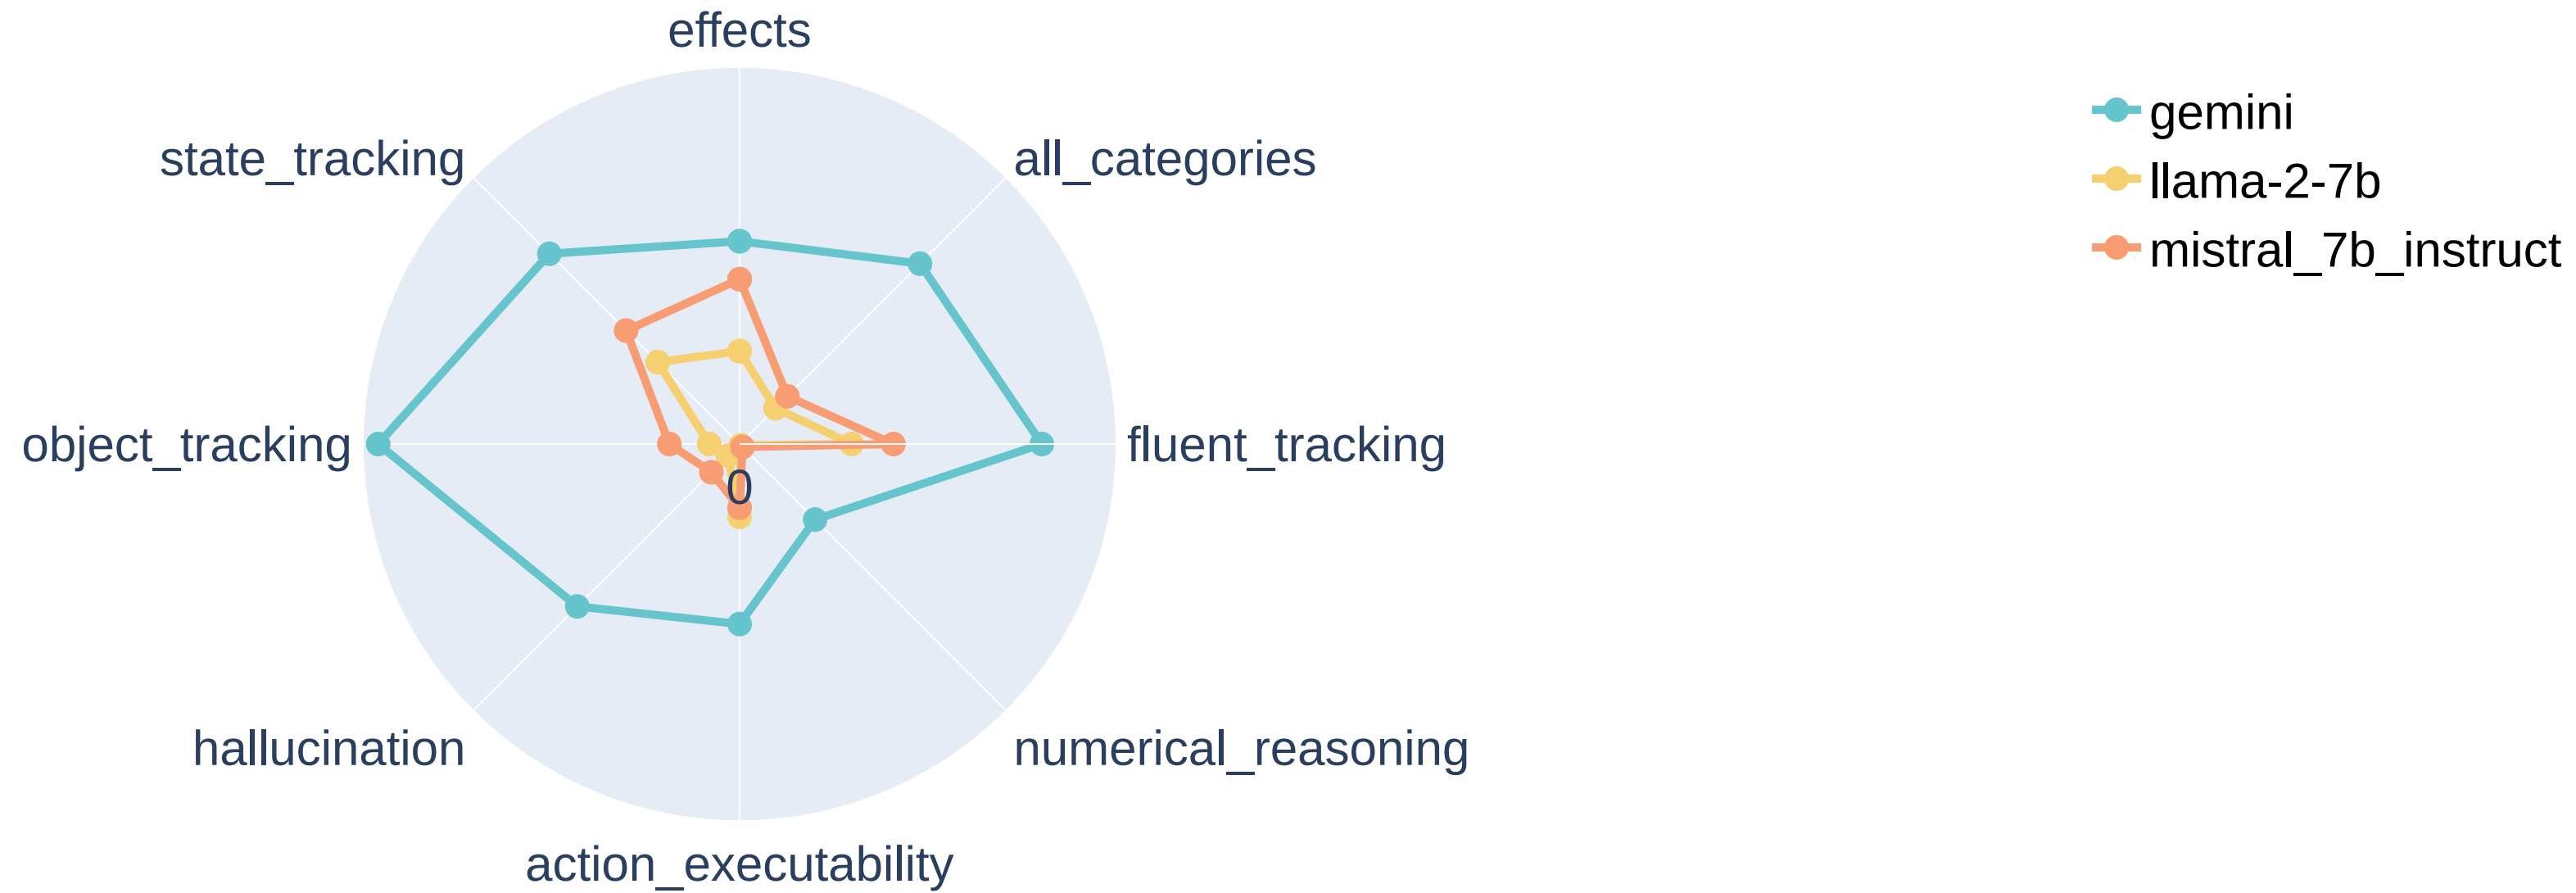 effects
state_tracking
all_categories
object_tracking
fluent_tracking
0
hallucination
numerical_reasoning
action_executability
gemini
llama-2-7b
mistral_7b_instruct